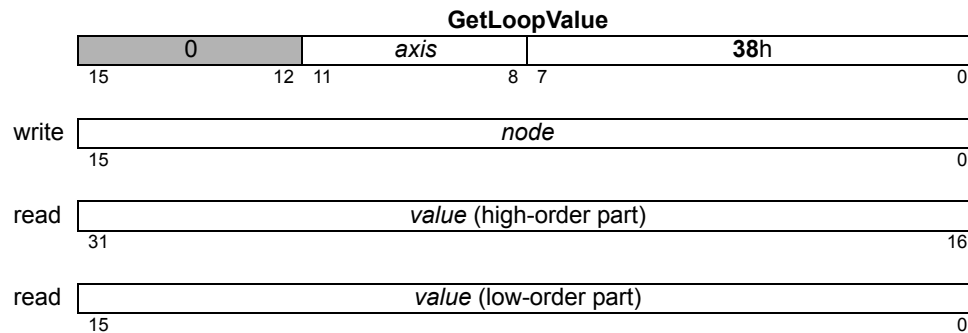 GetLoopValue
0 axis 38h
15 12 11 8 7 0
write node
15 0
read value (high-order part)
31 16
read value (low-order part)
15 0